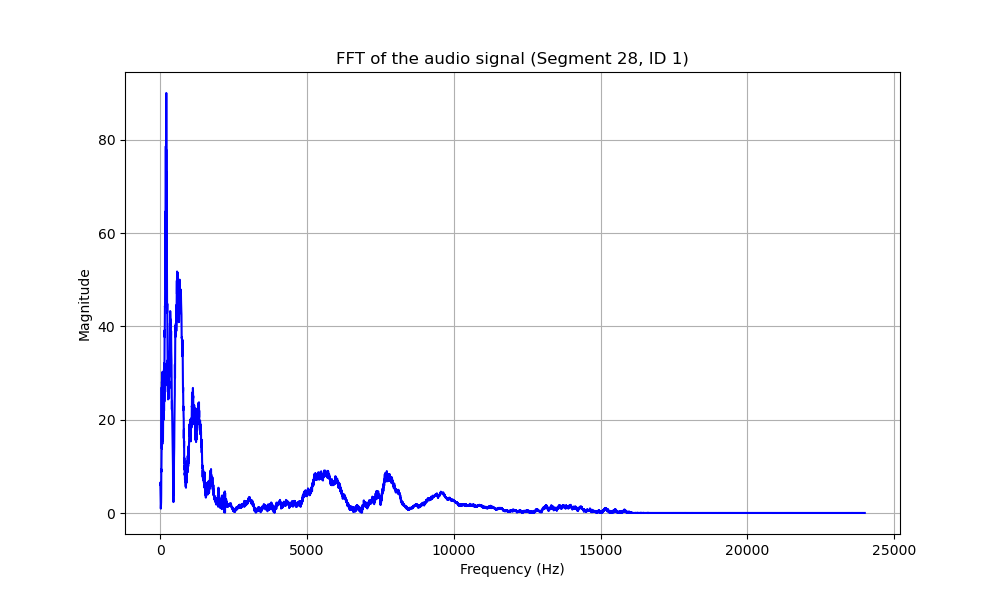 FFT of the audio signal (Segment 28, ID 1)
Magnitude
80
60
40
20
0
0 5000 10000 15000 20000 25000
Frequency (Hz)